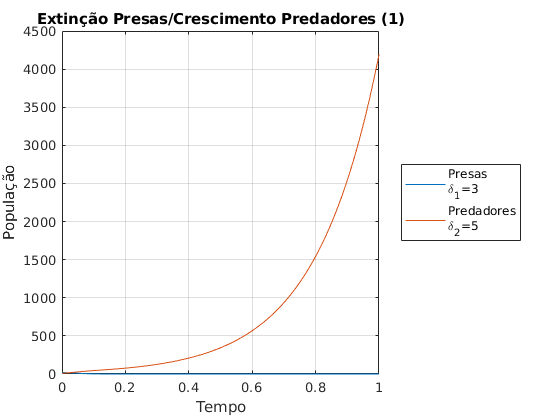 Extinção Presas/Crescimento Predadores (1)
4500
4000
3500
3000
2500
2000
1500
1000
500
0
População
0
0.2
0.4
0.6
0.8
1
Tempo
Presas
δ₁=3
Predadores
δ₂=5